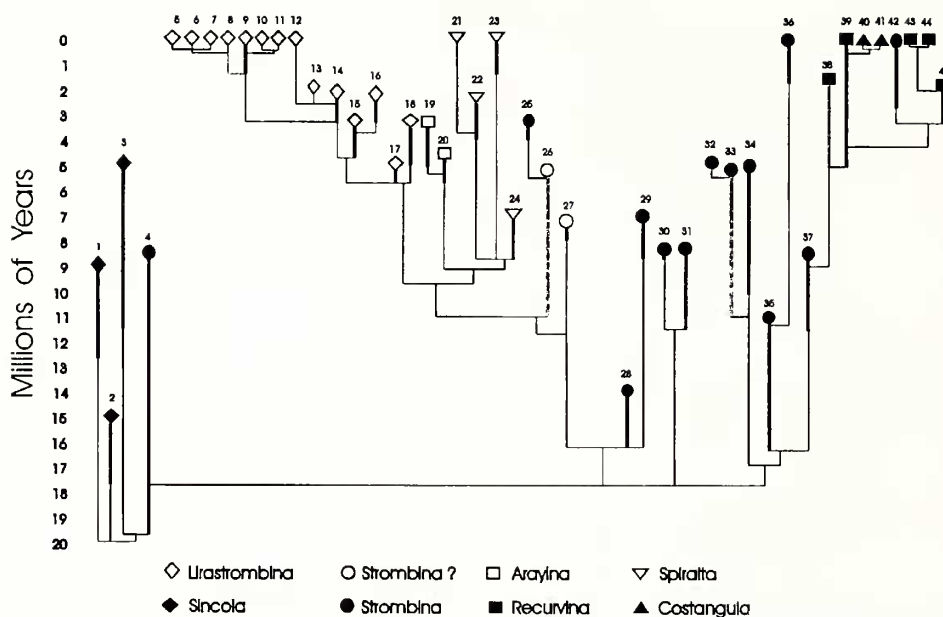 5 6 7 8 9 10 11 12 21 23 36 39 40 41 42 43 44
0
1
13 14 16 22 38
2
15 18 19 25
3
3 20 32 33 34
4
17 26
5
24 27 29
6
7
1 4 30 31 37
8
9
35
10
11
12
28
13
2
14
15
16
17
18
19
20
Millions of Years
Lirastrombina Strombina ? Arayina Spiralta
Sincola Strombina Recurvina Costangula